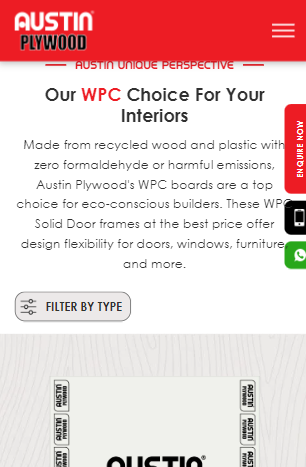 AUSTIN
PLYWOOD
AUSTIN UNIQUE PERSPECTIVE
Our WPC Choice For Your
Interiors
Made from recycled wood and plastic with
zero formaldehyde or harmful emissions,
Austin Plywood's WPC boards are a top
choice for eco-conscious builders. These WPC
Solid Door frames at the best price offer
design flexibility for doors, windows, furniture,
and more.
ENQUIRE NOW
FILTER BY TYPE
AUSTIN
PLYWOOD
AUSTIN
PLYWOOD
AUSTIN
PLYWOOD
AUSTIN
PLYWOOD
AUSTIN